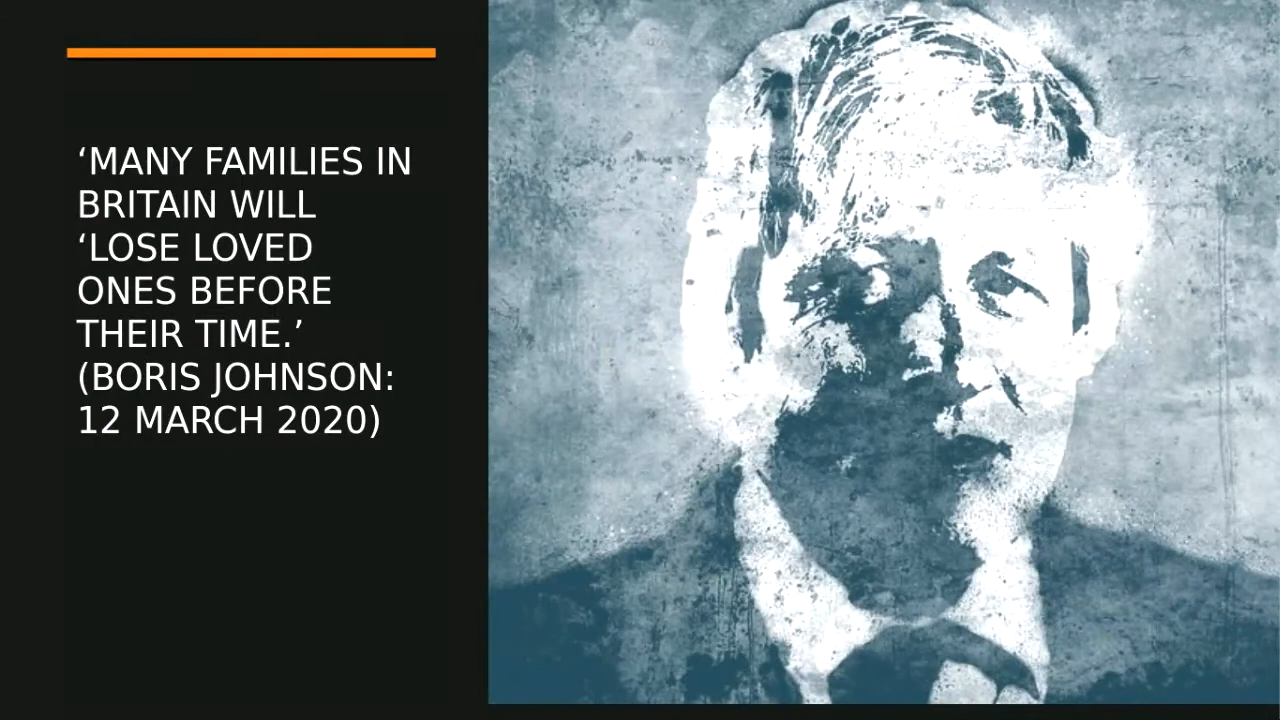 ‘MANY FAMILIES IN
BRITAIN WILL
‘LOSE LOVED
ONES BEFORE
THEIR TIME.’
(BORIS JOHNSON:
12 MARCH 2020)